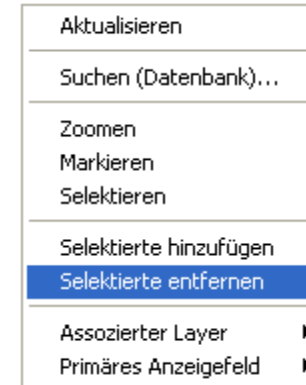 Aktualisieren
Suchen (Datenbank)...
Zoomen
Markieren
Selektieren
Selektierte hinzufügen
Selektierte entfernen
Assozierter Layer
Primäres Anzeigefeld